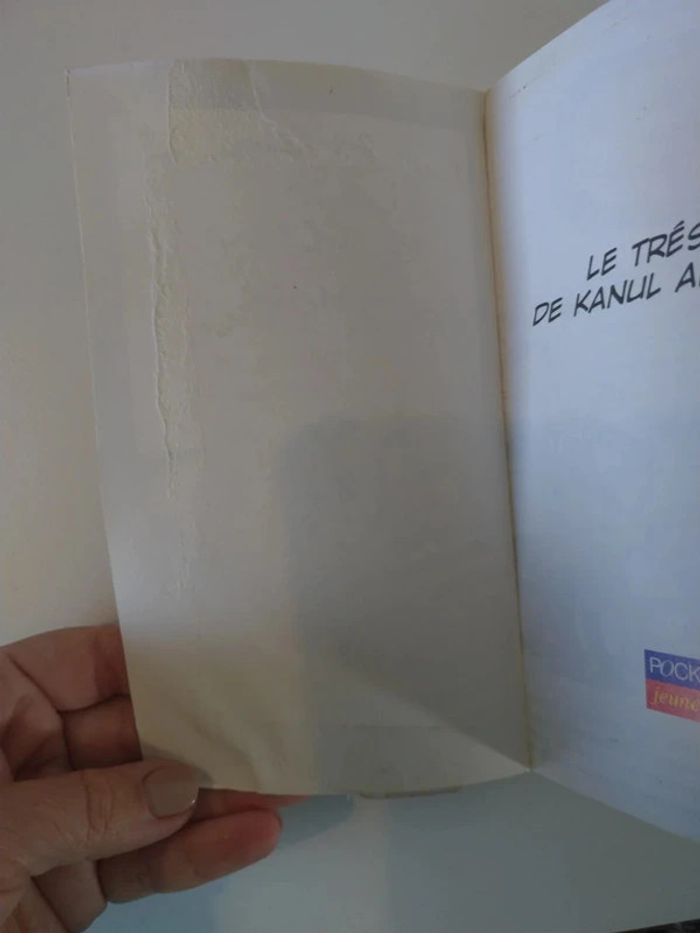 LE TRÉS
DE KANUL A
POCK
jeune